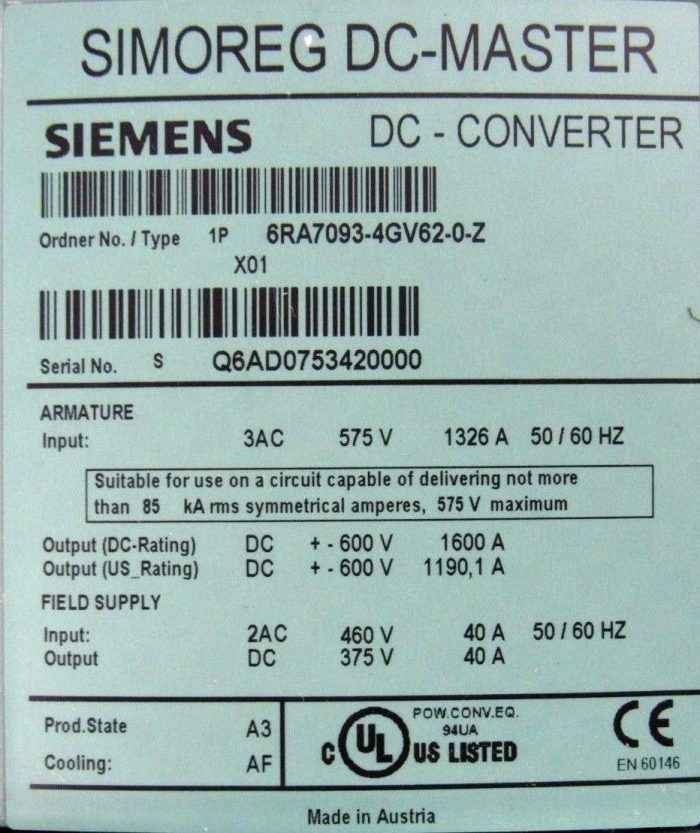 SIMOREG DC-MASTER
SIEMENS DC - CONVERTER
Ordner No. / Type 1P 6RA7093-4GV62-0-Z
X01
Serial No. S Q6AD0753420000
ARMATURE
Input: 3AC 575 V 1326 A 50 / 60 HZ
Suitable for use on a circuit capable of delivering not more
than 85 kA rms symmetrical amperes, 575 V maximum
Output (DC-Rating) DC + - 600 V 1600 A
Output (US_Rating) DC + - 600 V 1190,1 A
FIELD SUPPLY
Input: 2AC 460 V 40 A 50 / 60 HZ
Output DC 375 V 40 A
Prod.State A3
Cooling: AF
POW.CONV.EQ.
94UA
C UL US LISTED
CE
EN 60146
Made in Austria